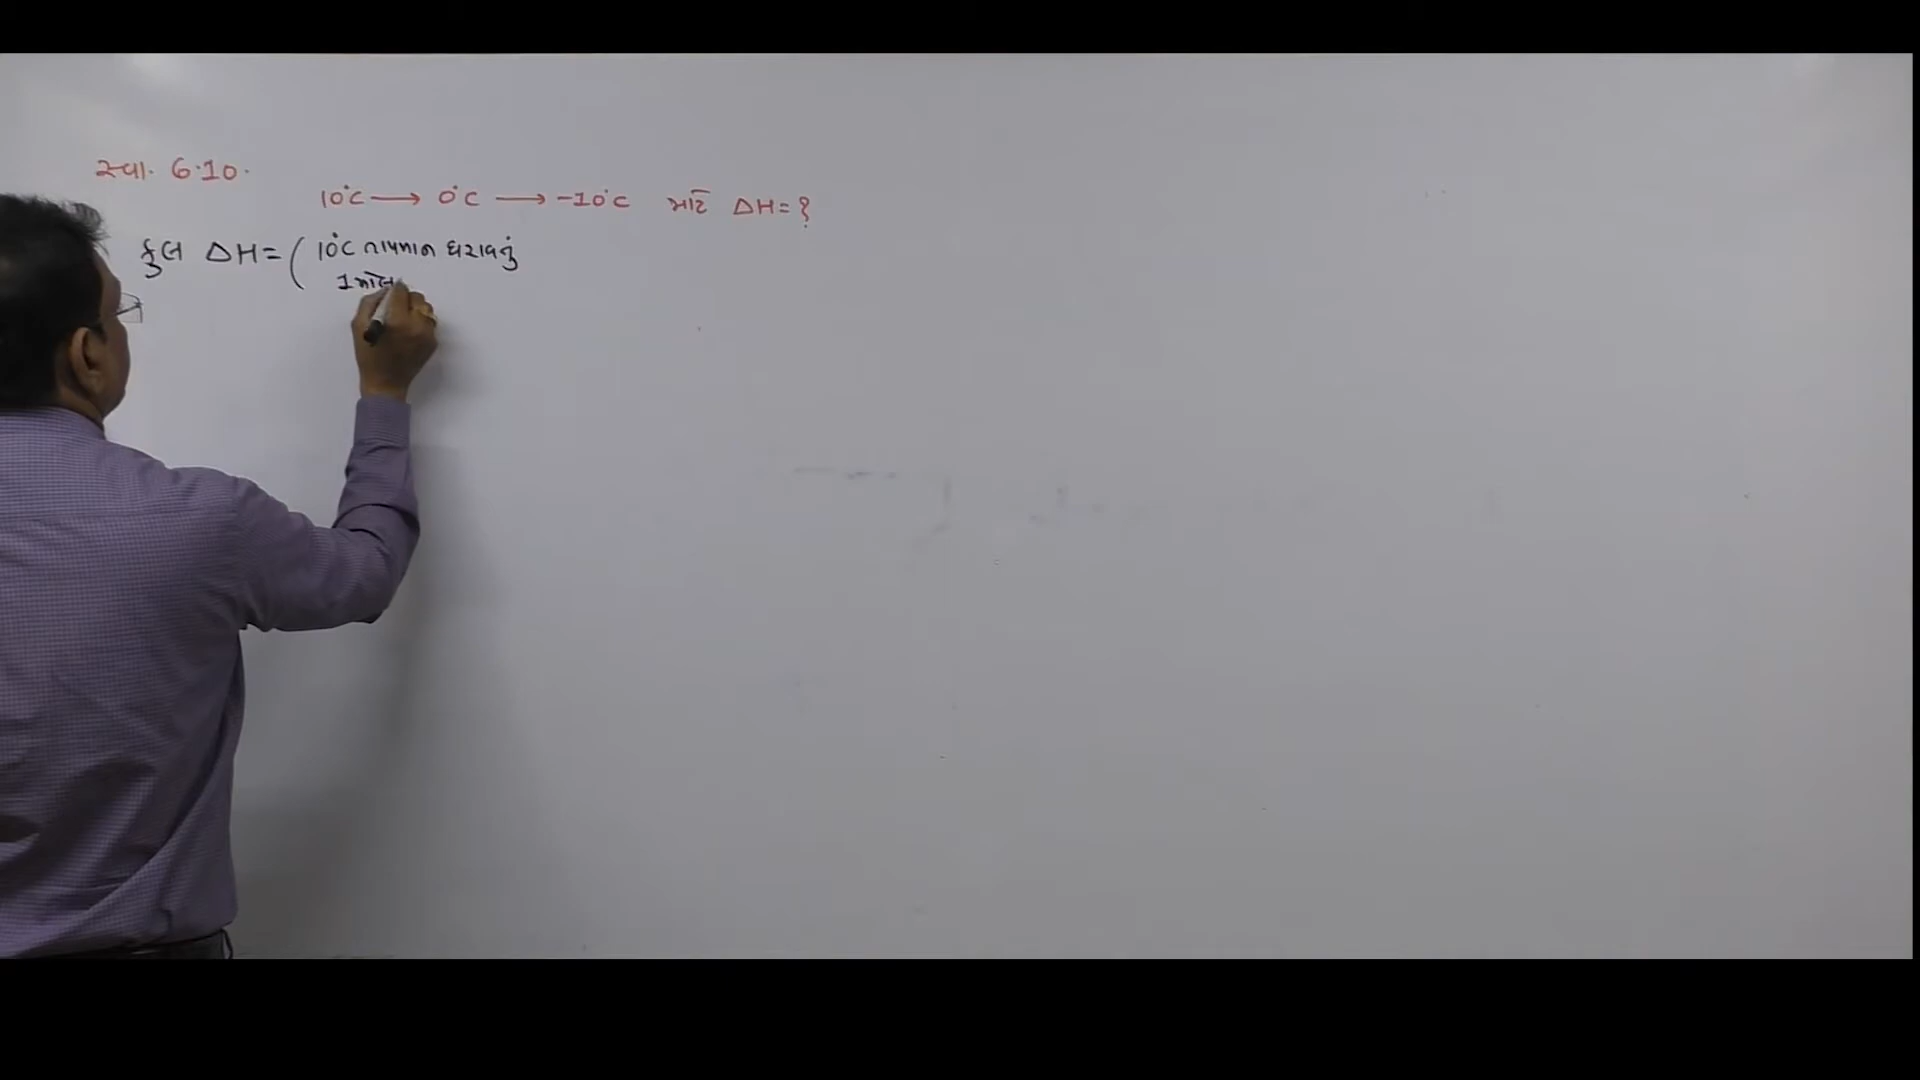 સ્વા. 6.10.
10°C ⟶ 0°C ⟶ -10°C માટે ΔH = ?
કુલ ΔH = ( 10°C તાપમાન ધરાવતું
1 મોલ